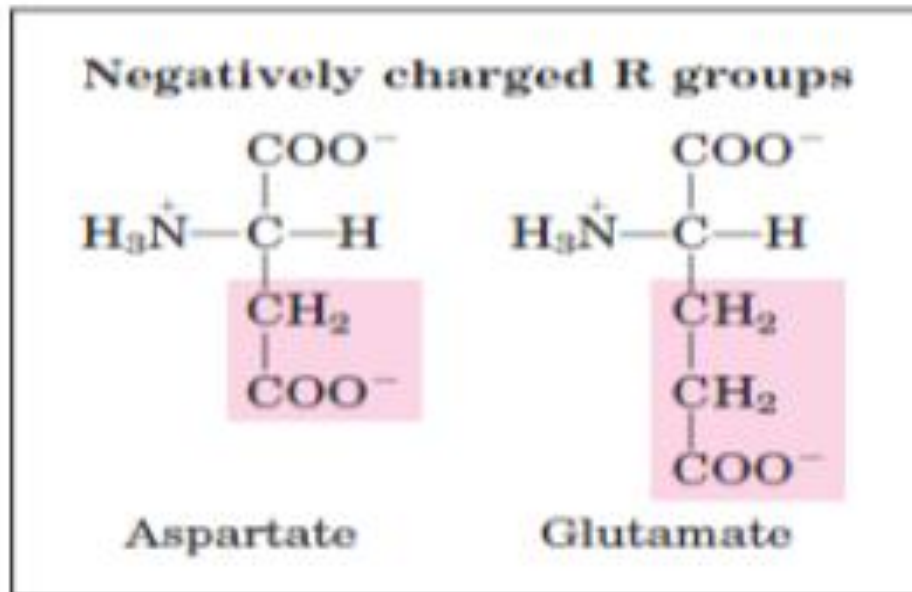 Negatively charged R groups
COO⁻ COO⁻
H₃N⁺—C—H H₃N⁺—C—H
CH₂ CH₂
COO⁻ CH₂
COO⁻
Aspartate Glutamate